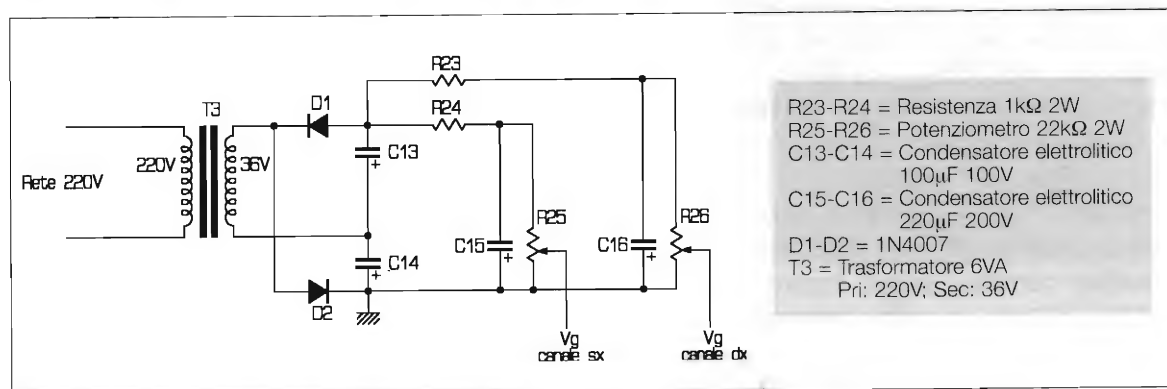 R23
D1
R24
T3
C13
+
220V
36V
Rete 220V
R25
R26
C15
+
C16
+
C14
+
D2
Vg
canale sx
Vg
canale dx
R23-R24 = Resistenza 1kΩ 2W
R25-R26 = Potenziometro 22kΩ 2W
C13-C14 = Condensatore elettrolitico
100µF 100V
C15-C16 = Condensatore elettrolitico
220µF 200V
D1-D2 = 1N4007
T3 = Trasformatore 6VA
Pri: 220V; Sec: 36V